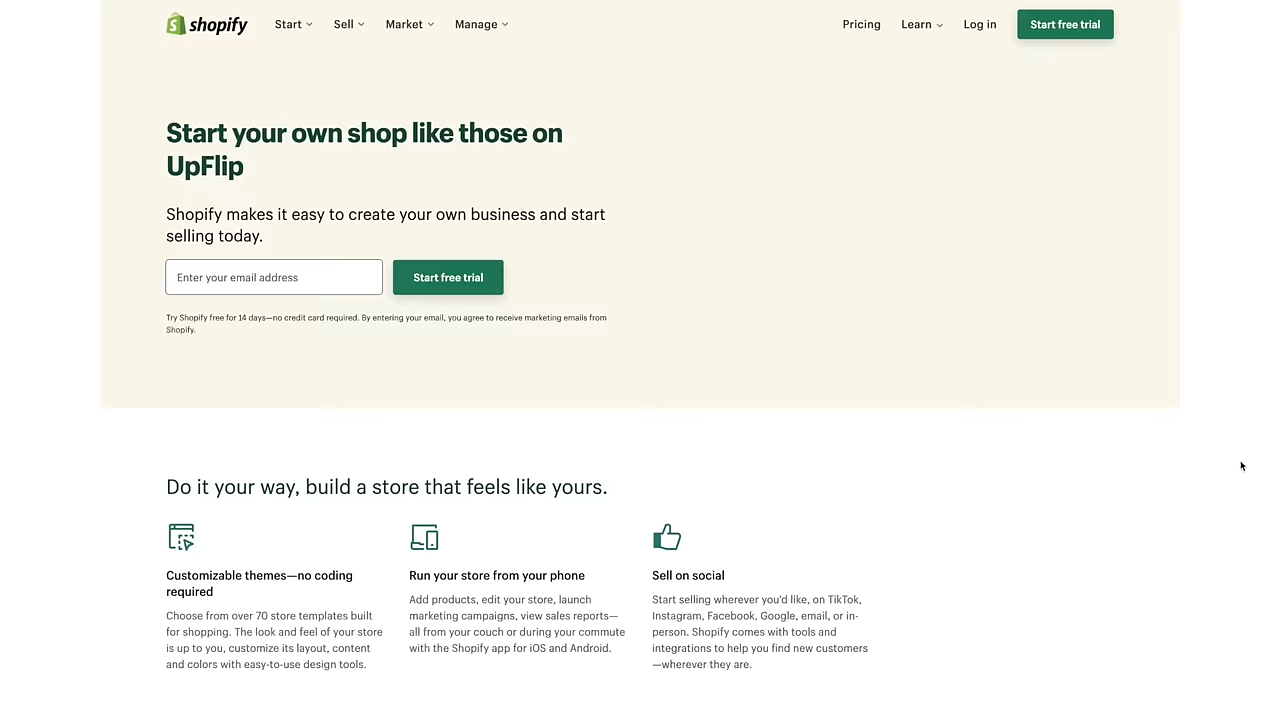 shopify Start Sell Market Manage Pricing Learn Log in Start free trial
Start your own shop like those on
UpFlip
Shopify makes it easy to create your own business and start
selling today.
Enter your email address Start free trial
Try Shopify free for 14 days—no credit card required. By entering your email, you agree to receive marketing emails from
Shopify.
Do it your way, build a store that feels like yours.
Customizable themes—no coding
required
Choose from over 70 store templates built
for shopping. The look and feel of your store
is up to you, customize its layout, content
and colors with easy-to-use design tools.
Run your store from your phone
Add products, edit your store, launch
marketing campaigns, view sales reports—
all from your couch or during your commute
with the Shopify app for iOS and Android.
Sell on social
Start selling wherever you'd like, on TikTok,
Instagram, Facebook, Google, email, or in-
person. Shopify comes with tools and
integrations to help you find new customers
—wherever they are.